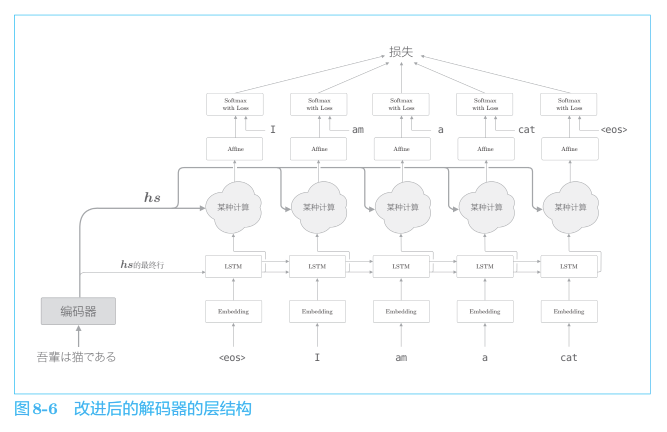 损失
Softmax with Loss Softmax with Loss Softmax with Loss Softmax with Loss Softmax with Loss
I am a cat <eos>
Affine Affine Affine Affine Affine
hs
某种计算 某种计算 某种计算 某种计算 某种计算
hs的最终行
LSTM LSTM LSTM LSTM LSTM
编码器
Embedding Embedding Embedding Embedding Embedding
吾輩は猫である
<eos> I am a cat
图8-6 改进后的解码器的层结构